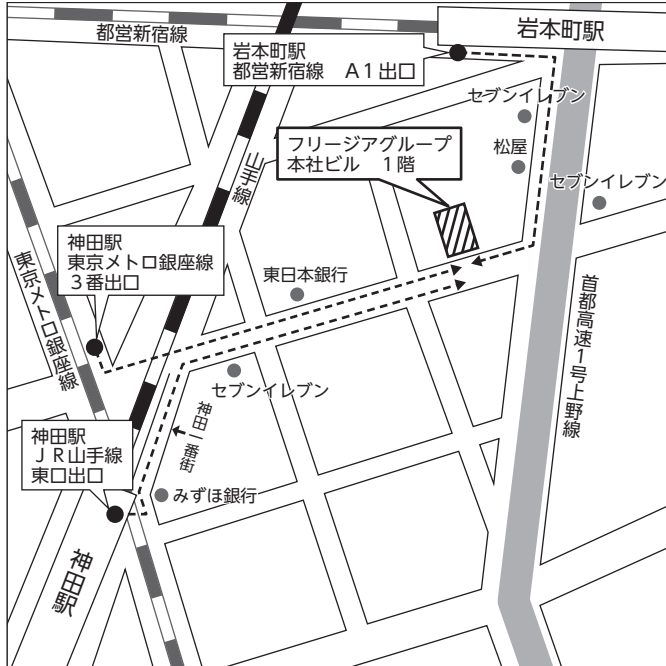 都営新宿線
岩本町駅
岩本町駅
都営新宿線　A1出口
セブンイレブン
フリージアグループ
本社ビル　1階
松屋
セブンイレブン
山手線
神田駅
東京メトロ銀座線
3番出口
東日本銀行
東京メトロ銀座線
首都高速1号上野線
セブンイレブン
神田一番街
神田駅
ＪＲ山手線
東口出口
みずほ銀行
神田駅